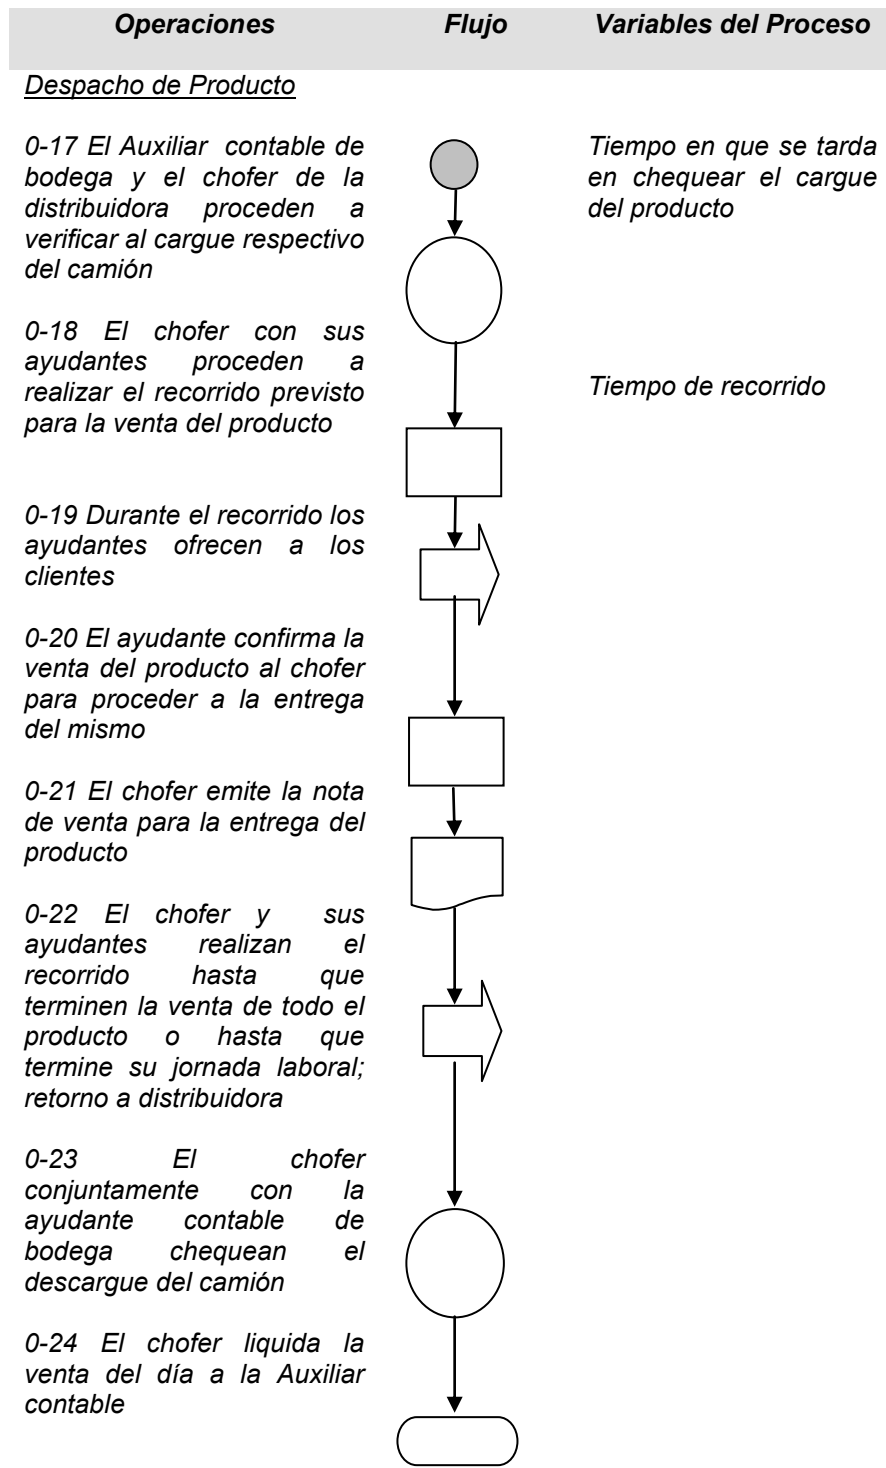 Operaciones Flujo Variables del Proceso
Despacho de Producto
0-17 El Auxiliar contable de
bodega y el chofer de la
distribuidora proceden a
verificar al cargue respectivo
del camión
Tiempo en que se tarda
en chequear el cargue
del producto
0-18 El chofer con sus
ayudantes proceden a
realizar el recorrido previsto
para la venta del producto
Tiempo de recorrido
0-19 Durante el recorrido los
ayudantes ofrecen a los
clientes
0-20 El ayudante confirma la
venta del producto al chofer
para proceder a la entrega
del mismo
0-21 El chofer emite la nota
de venta para la entrega del
producto
0-22 El chofer y sus
ayudantes realizan el
recorrido hasta que
terminen la venta de todo el
producto o hasta que
termine su jornada laboral;
retorno a distribuidora
0-23 El chofer
conjuntamente con la
ayudante contable de
bodega chequean el
descargue del camión
0-24 El chofer liquida la
venta del día a la Auxiliar
contable